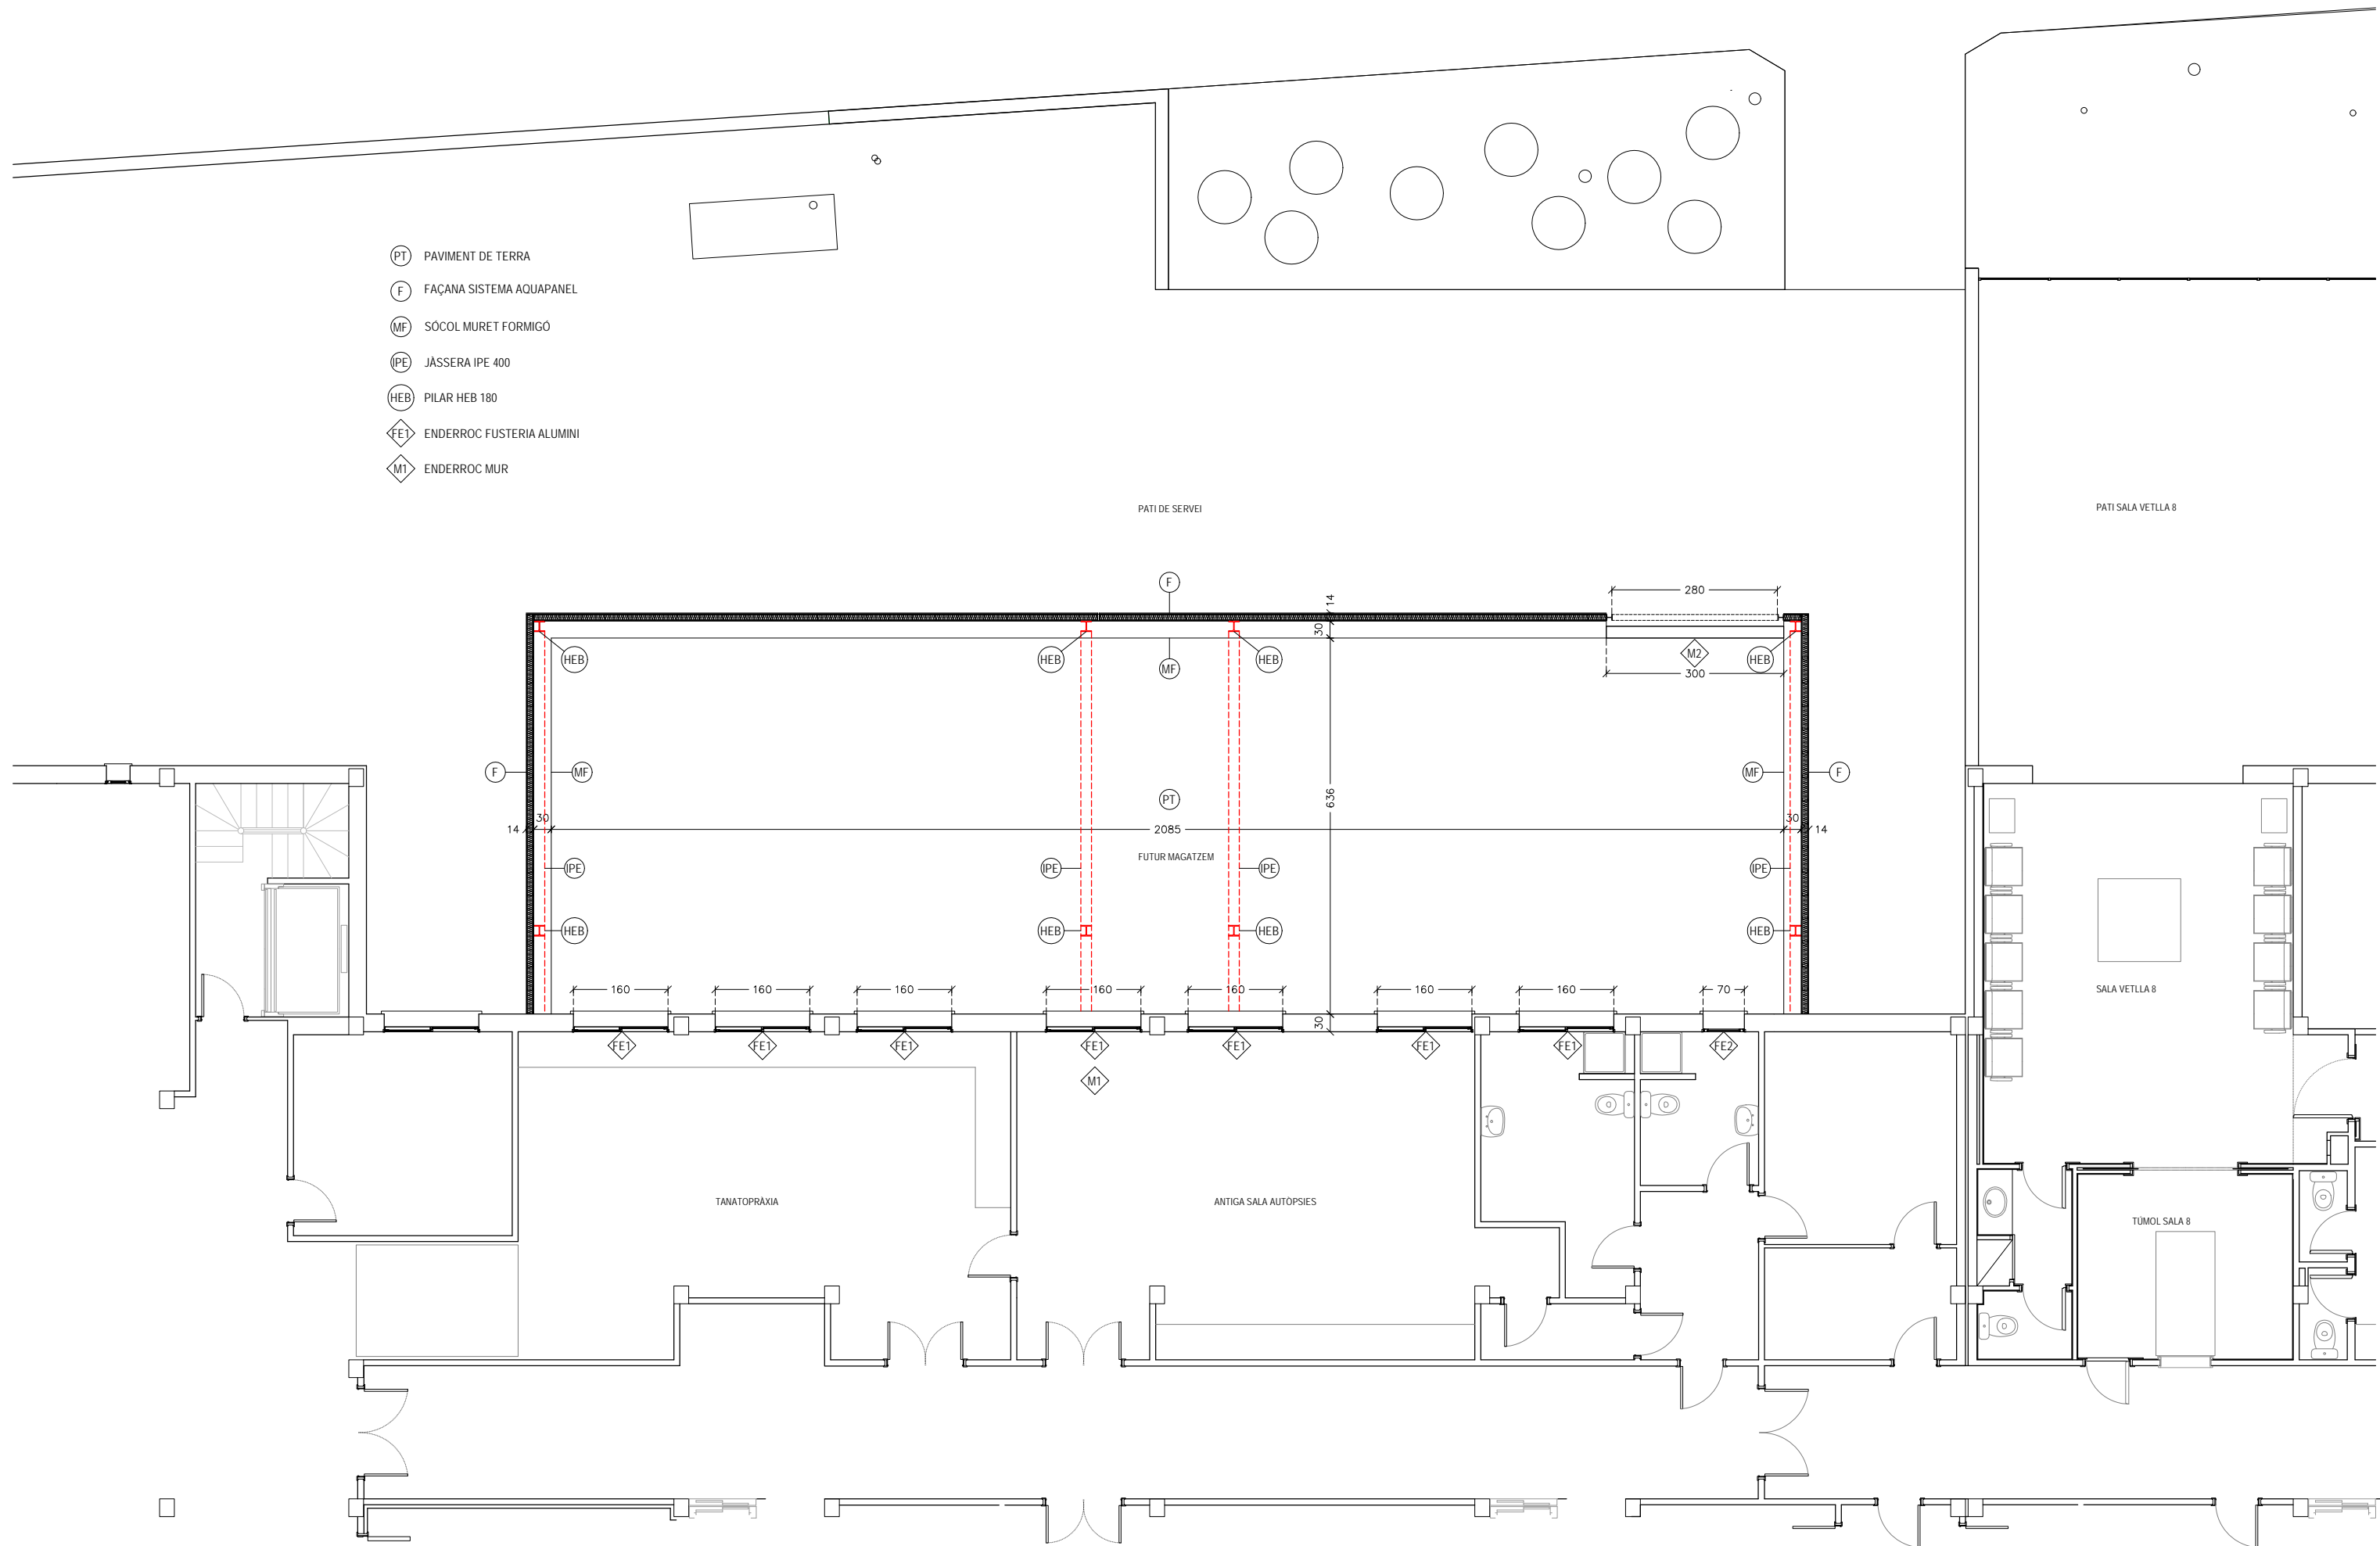 PT PAVIMENT DE TERRA
F FAÇANA SISTEMA AQUAPANEL
MF SÓCOL MURET FORMIGÓ
IPE JÀSSERA IPE 400
HEB PILAR HEB 180
FE1 ENDERROC FUSTERIA ALUMINI
M1 ENDERROC MUR
PATI DE SERVEI
PATI SALA VETLLA 8
F
280
14
30
HEB
HEB
MF
HEB
M2
HEB
300
F
MF
MF
F
PT
636
14
30
2085
30
14
FUTUR MAGATZEM
IPE
IPE
IPE
IPE
HEB
HEB
HEB
HEB
160
160
160
160
160
160
160
70
SALA VETLLA 8
30
FE1
FE1
FE1
FE1
FE1
FE1
FE1
FE2
M1
TANATOPRÀXIA
ANTIGA SALA AUTÒPSIES
TÚMOL SALA 8